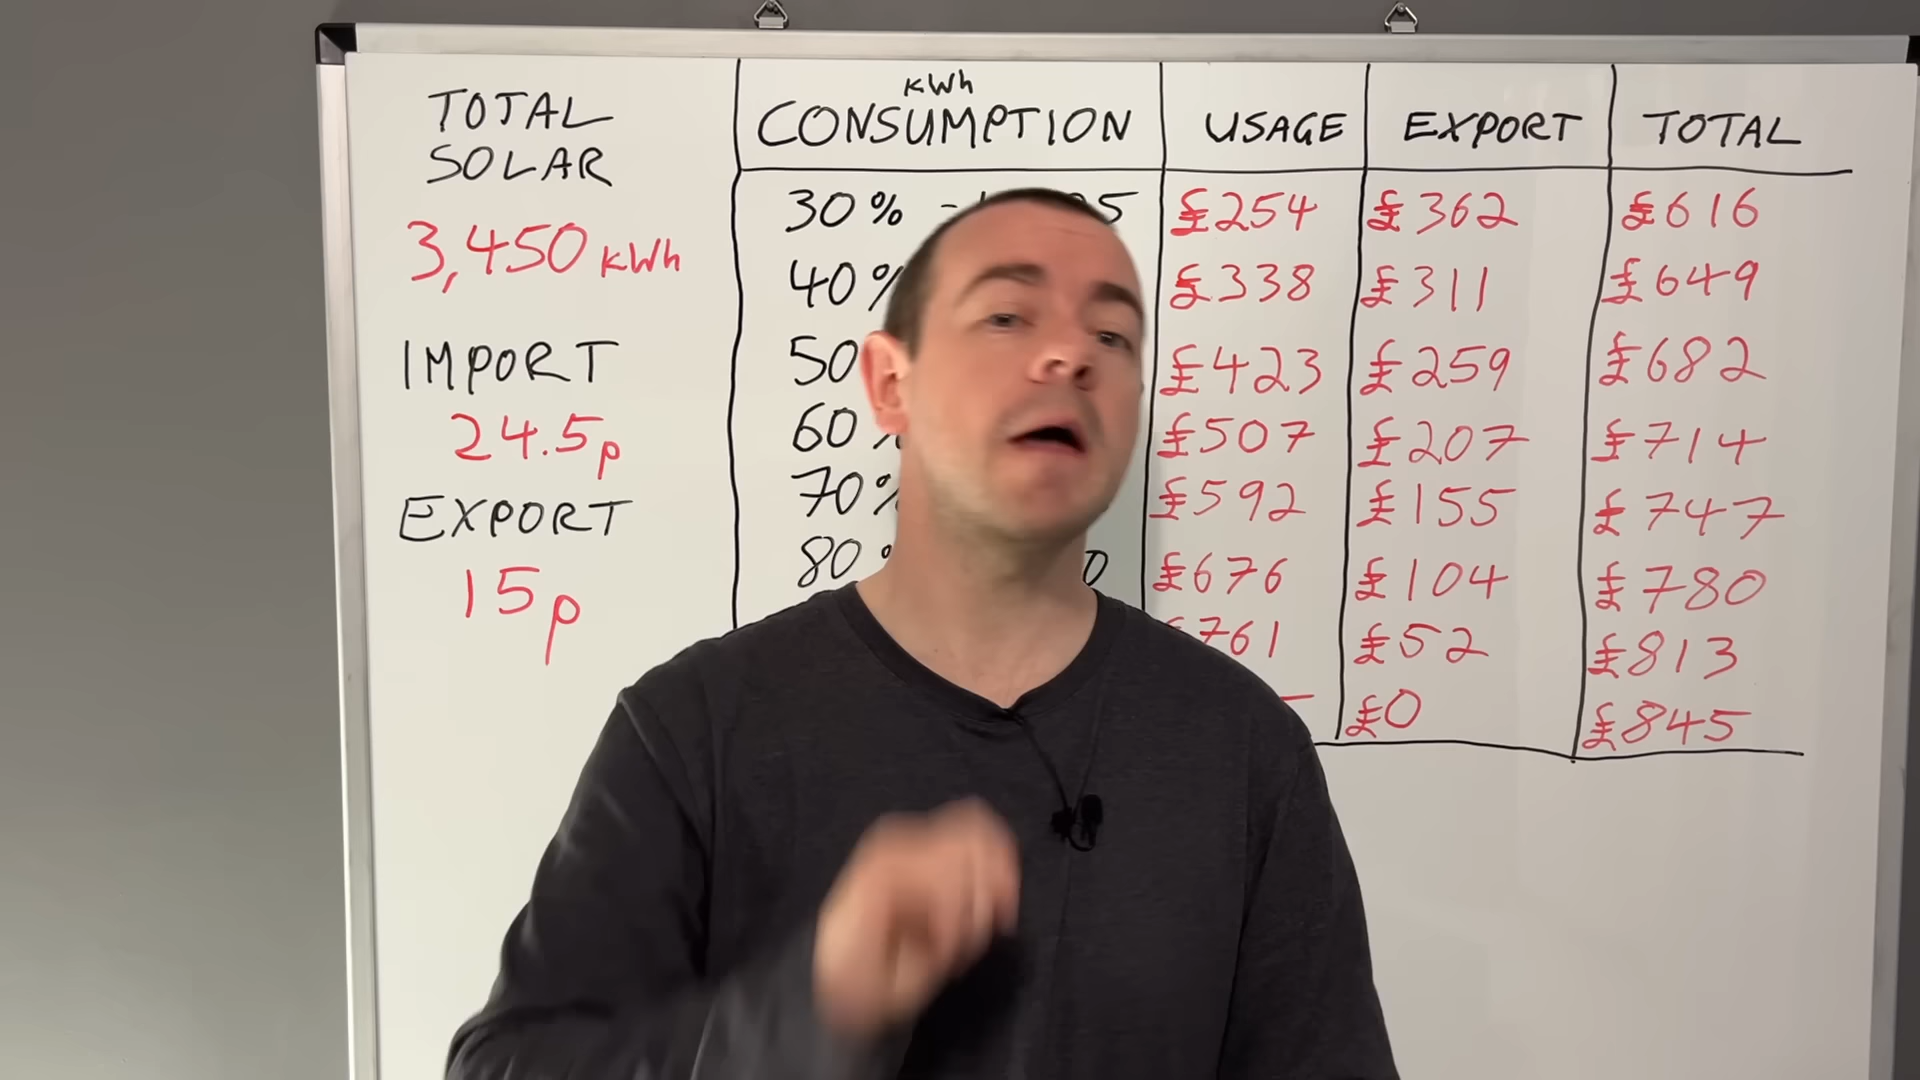 TOTAL
SOLAR
3,450 kWh
IMPORT
24.5p
EXPORT
15p
kWh
CONSUMPTION USAGE EXPORT TOTAL
30% £254 £362 £616
40% £338 £311 £649
50 £423 £259 £682
60% £507 £207 £714
70% £592 £155 £747
80% £676 £104 £780
£761 £52 £813
£0 £845